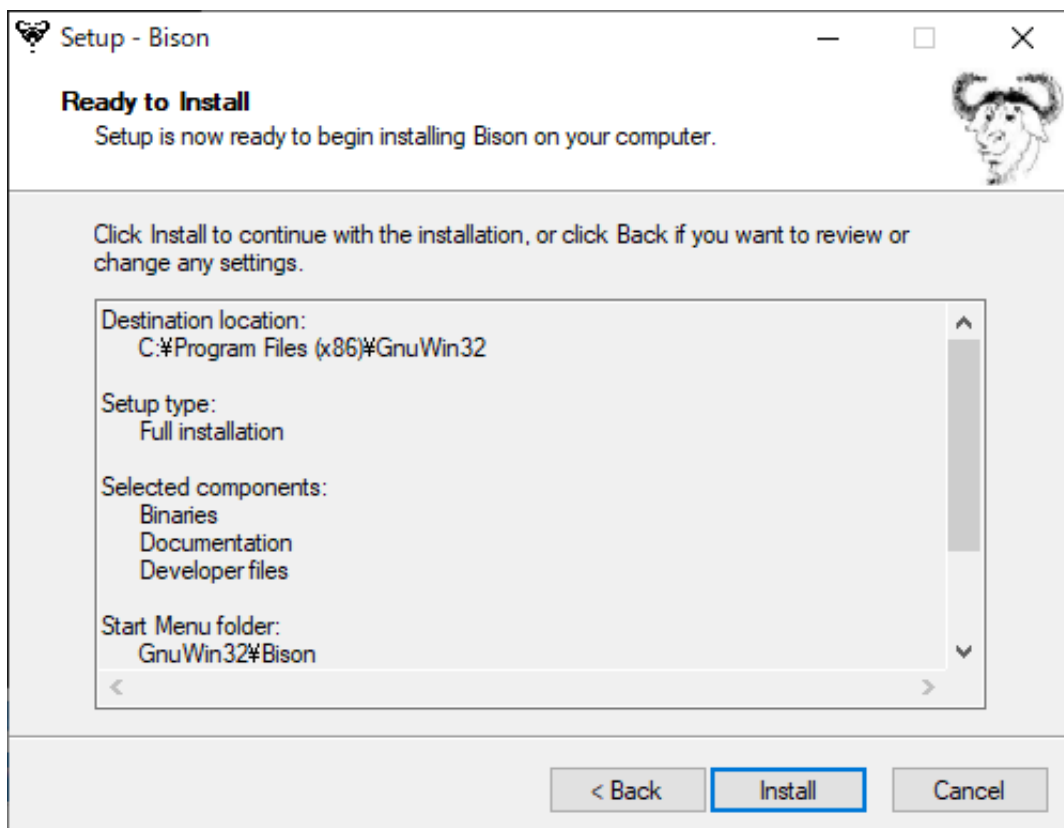 Setup - Bison
Ready to Install
Setup is now ready to begin installing Bison on your computer.
Click Install to continue with the installation, or click Back if you want to review or
change any settings.
Destination location:
C:¥Program Files (x86)¥GnuWin32
Setup type:
Full installation
Selected components:
Binaries
Documentation
Developer files
Start Menu folder:
GnuWin32¥Bison
< Back
Install
Cancel